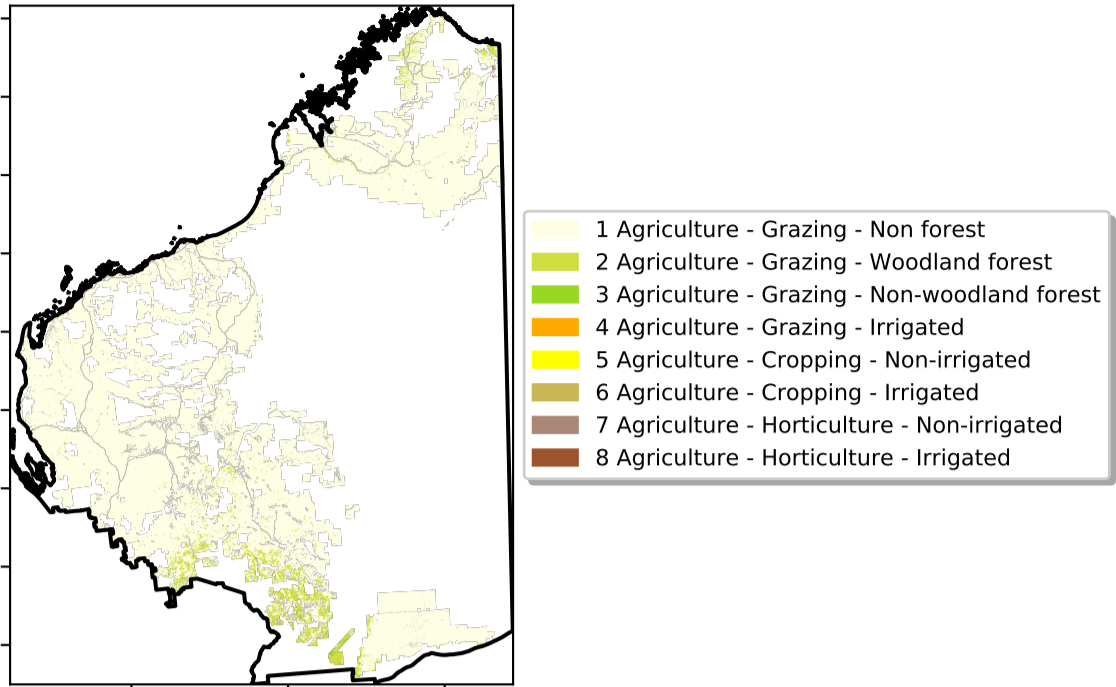 1 Agriculture - Grazing - Non forest
2 Agriculture - Grazing - Woodland forest
3 Agriculture - Grazing - Non-woodland forest
4 Agriculture - Grazing - Irrigated
5 Agriculture - Cropping - Non-irrigated
6 Agriculture - Cropping - Irrigated
7 Agriculture - Horticulture - Non-irrigated
8 Agriculture - Horticulture - Irrigated